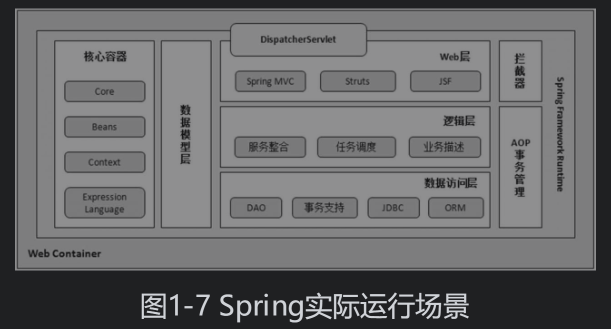 DispatcherServlet
核心容器
Core
Beans
Context
Expression
Language
数据模型层
Web层
Spring MVC
Struts
JSF
逻辑层
服务整合
任务调度
业务描述
数据访问层
DAO
事务支持
JDBC
ORM
拦截器
AOP
事务管理
Spring Framework Runtime
Web Container
图1-7 Spring实际运行场景